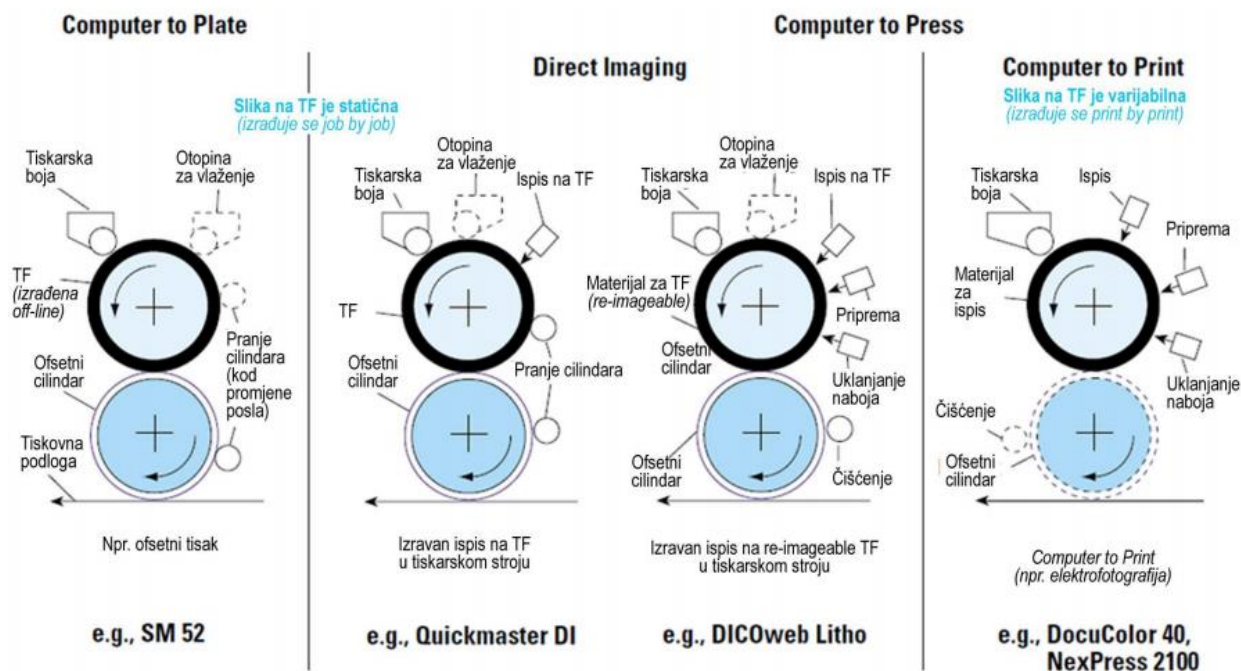 Computer to Plate
Computer to Press
Direct Imaging
Computer to Print
Slika na TF je statična
(izrađuje se job by job)
Slika na TF je varijabilna
(izrađuje se print by print)
Tiskarska
boja
Otopina
za vlaženje
TF
(izrađena
off-line)
Pranje
cilindara
(kod
promjene
posla)
Ofsetni
cilindar
Tiskovna
podloga
Npr. ofsetni tisak
e.g., SM 52
Tiskarska
boja
Otopina
za vlaženje
Ispis na TF
TF
Pranje cilindara
Ofsetni
cilindar
Izravan ispis na TF
u tiskarskom stroju
e.g., Quickmaster DI
Tiskarska
boja
Otopina
za vlaženje
Ispis na TF
Materijal za TF
(re-imageable)
Priprema
Ofsetni
cilindar
Uklanjanje
naboja
Ofsetni
cilindar
Čišćenje
Izravan ispis na re-imageable TF
u tiskarskom stroju
e.g., DICOweb Litho
Tiskarska
boja
Ispis
Priprema
Materijal
za
ispis
Uklanjanje
naboja
Čišćenje
Ofsetni
cilindar
Computer to Print
(npr. elektrofotografija)
e.g., DocuColor 40,
NexPress 2100